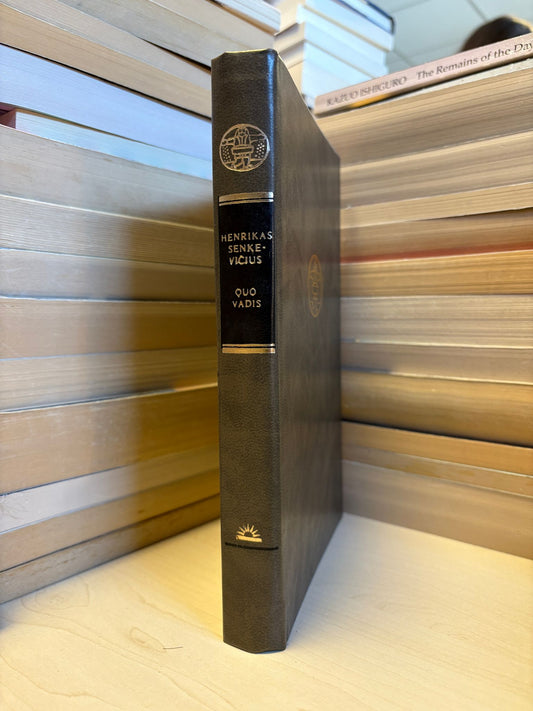 KAZUO ISHIGURO The Remains of the Day
HENRIKAS
SENKE-
VIČIUS
QUO
VADIS